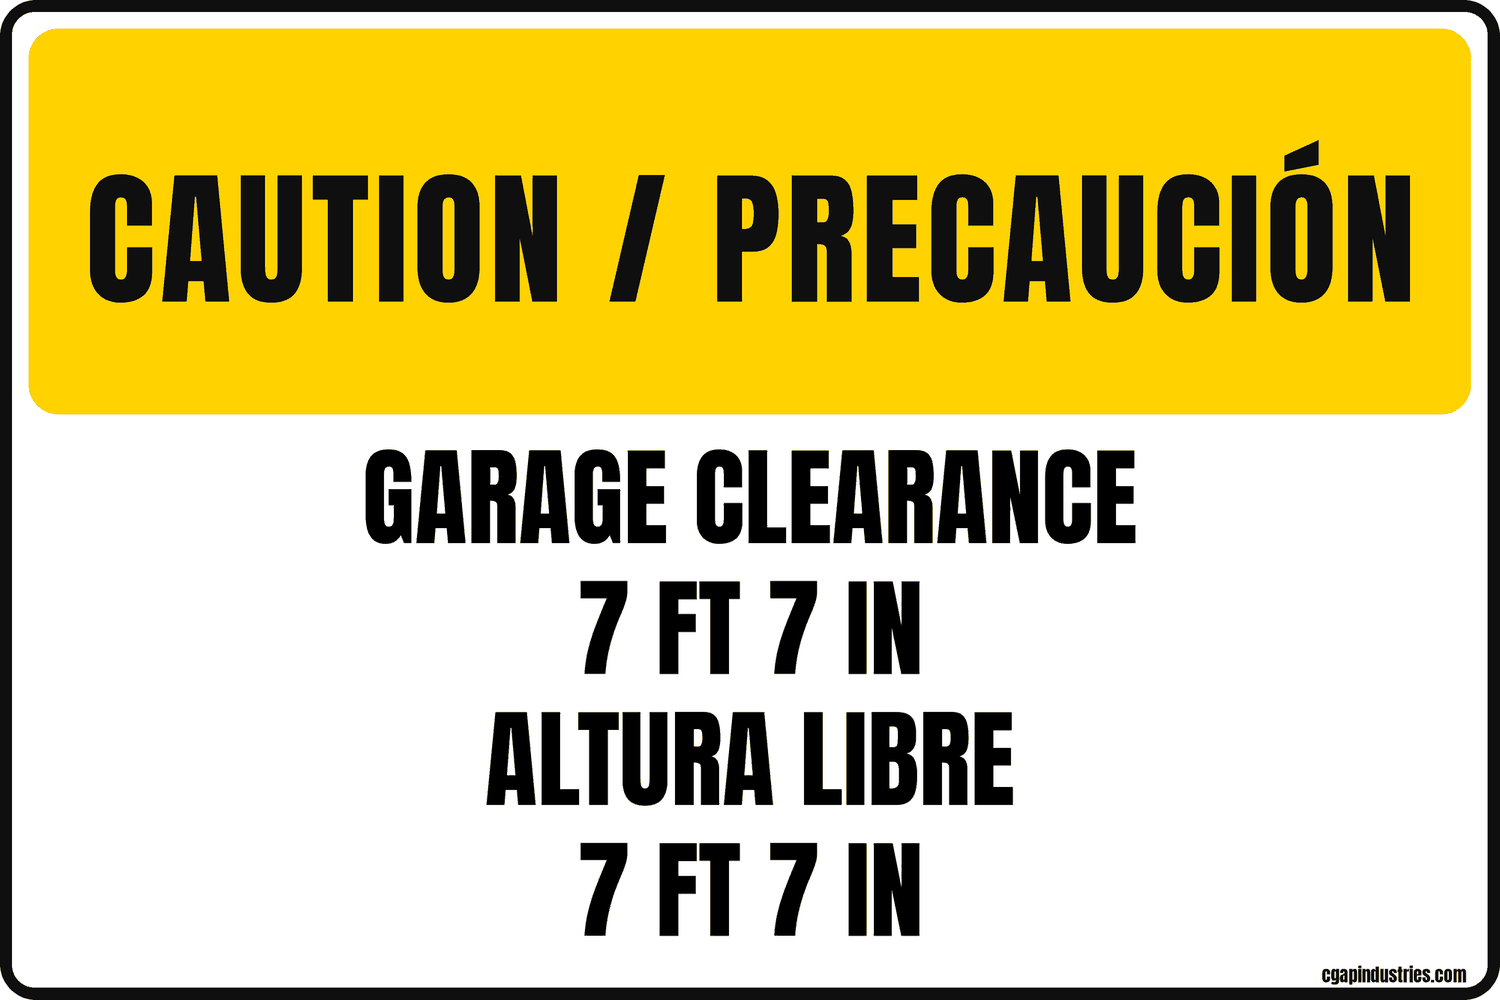 CAUTION / PRECAUCIÓN
GARAGE CLEARANCE
7 FT 7 IN
ALTURA LIBRE
7 FT 7 IN
cgapindustries.com